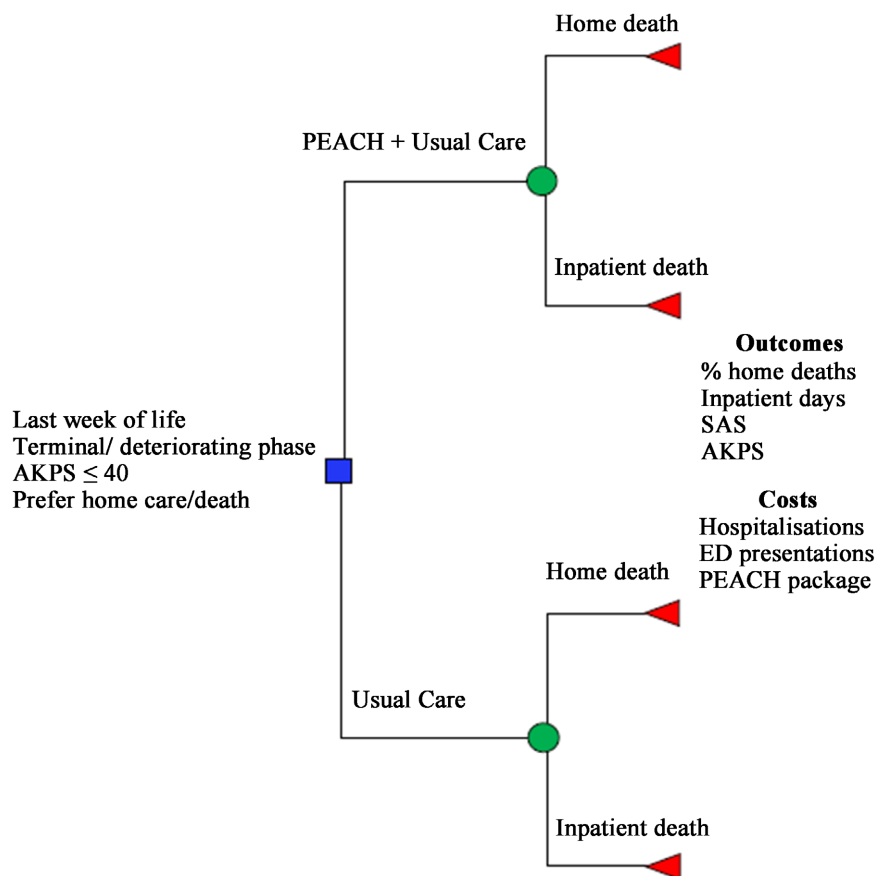 Home death
PEACH + Usual Care
Inpatient death
Outcomes
% home deaths
Inpatient days
SAS
AKPS
Last week of life
Terminal/ deteriorating phase
AKPS ≤ 40
Prefer home care/death
Costs
Hospitalisations
ED presentations
PEACH package
Home death
Usual Care
Inpatient death